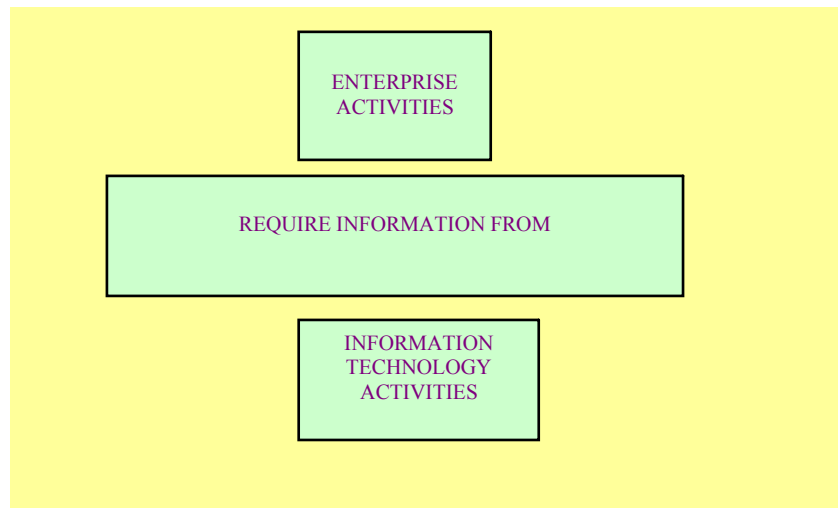 ENTERPRISE
ACTIVITIES
REQUIRE INFORMATION FROM
INFORMATION
TECHNOLOGY
ACTIVITIES